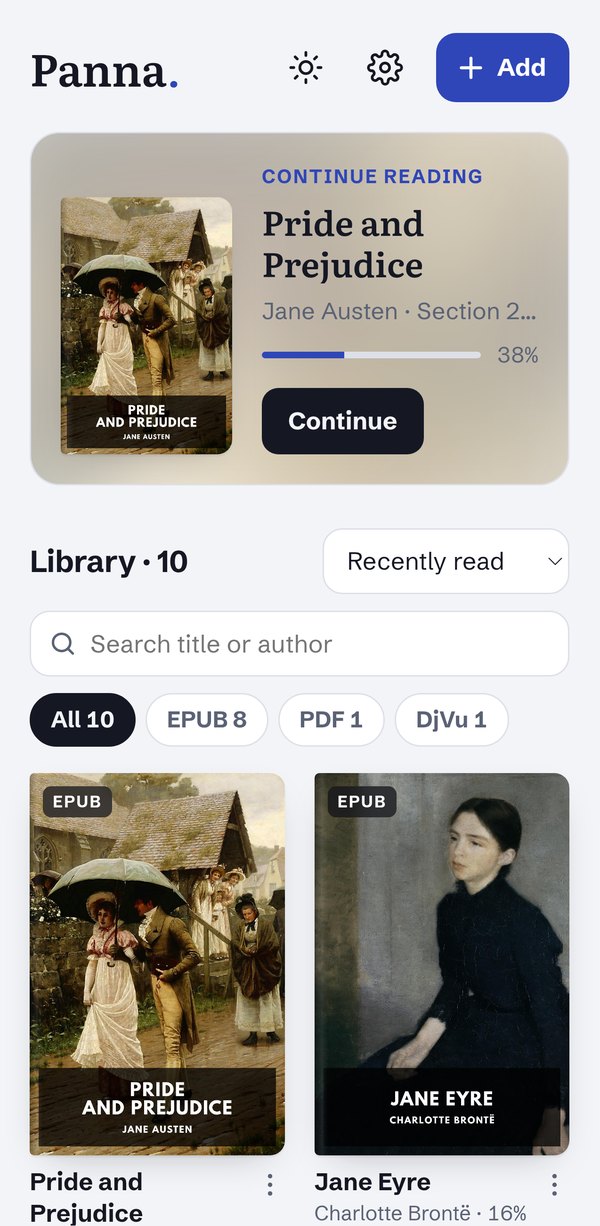 Panna.
Add
CONTINUE READING
Pride and
Prejudice
Jane Austen · Section 2…
38%
Continue
PRIDE
AND PREJUDICE
JANE AUSTEN
Library · 10
Recently read
Search title or author
All 10
EPUB 8
PDF 1
DjVu 1
EPUB
PRIDE
AND PREJUDICE
JANE AUSTEN
EPUB
JANE EYRE
CHARLOTTE BRONTË
Pride and
Prejudice
Jane Eyre
Charlotte Brontë · 16%